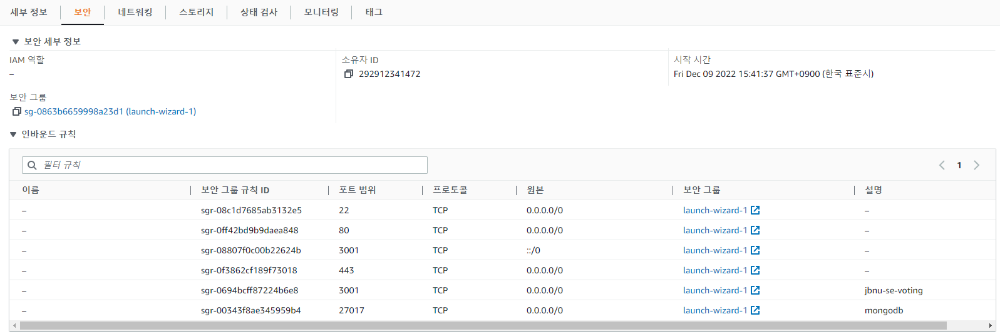 세부 정보 보안 네트워킹 스토리지 상태 검사 모니터링 태그
▼ 보안 세부 정보
IAM 역할
–
소유자 ID
292912341472
시작 시간
Fri Dec 09 2022 15:41:37 GMT+0900 (한국 표준시)
보안 그룹
sg-0863b6659998a23d1 (launch-wizard-1)
▼ 인바운드 규칙
필터 규칙
1
이름 보안 그룹 규칙 ID 포트 범위 프로토콜 원본 보안 그룹 설명
– sgr-08c1d7685ab3132e5 22 TCP 0.0.0.0/0 launch-wizard-1 –
– sgr-0ff42bd9b9daea848 80 TCP 0.0.0.0/0 launch-wizard-1 –
– sgr-08807f0c00b22624b 3001 TCP ::/0 launch-wizard-1 –
– sgr-0f3862cf189f73018 443 TCP 0.0.0.0/0 launch-wizard-1 –
– sgr-0694bcff87224b6e8 3001 TCP 0.0.0.0/0 launch-wizard-1 jbnu-se-voting
– sgr-00343f8ae345959b4 27017 TCP 0.0.0.0/0 launch-wizard-1 mongodb